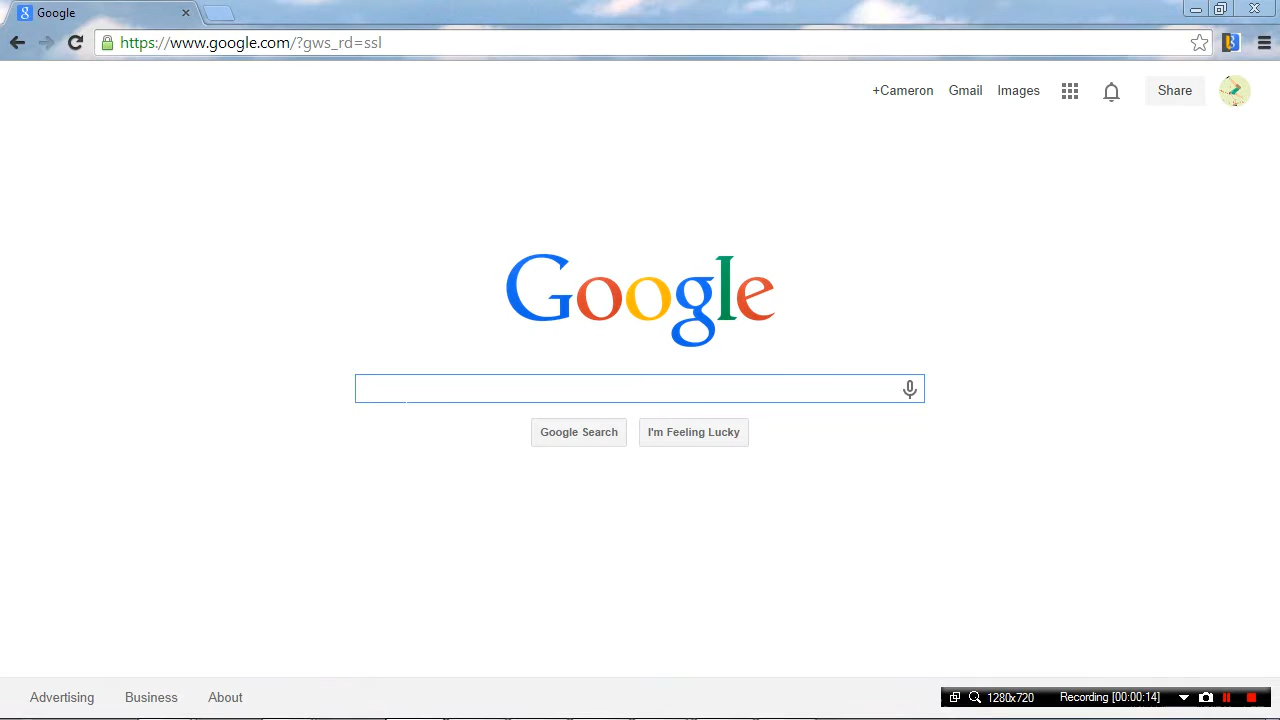 Google
https://www.google.com/?gws_rd=ssl
+Cameron Gmail Images Share
Google
Google Search I'm Feeling Lucky
Advertising Business About
1280x720 Recording [00:00:14]